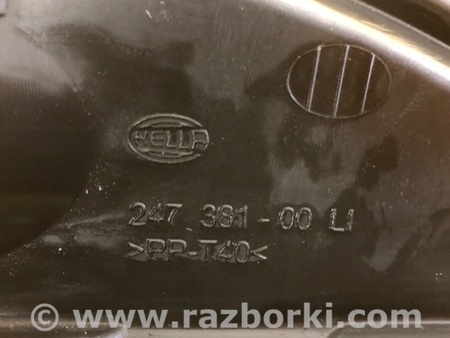 HELLA
247 381-00 LI
>PP-T40<
© www.razborki.com